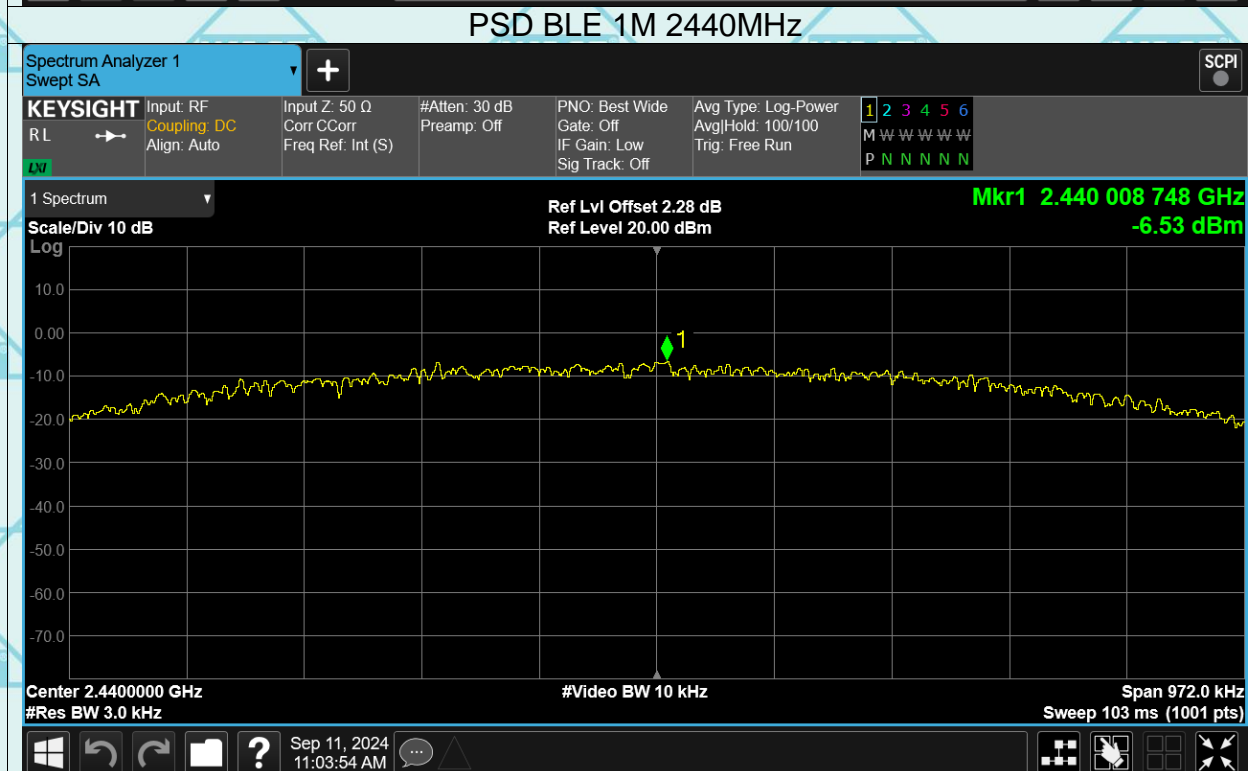 PSD BLE 1M 2440MHz
Spectrum Analyzer 1
Swept SA
SCPI
KEYSIGHT
RL
LXI
Input: RF
Coupling: DC
Align: Auto
Input Z: 50 Ω
Corr CCorr
Freq Ref: Int (S)
#Atten: 30 dB
Preamp: Off
PNO: Best Wide
Gate: Off
IF Gain: Low
Sig Track: Off
Avg Type: Log-Power
Avg|Hold: 100/100
Trig: Free Run
1 2 3 4 5 6
M W W W W W
P N N N N N
1 Spectrum
Scale/Div 10 dB
Log
Ref Lvl Offset 2.28 dB
Ref Level 20.00 dBm
Mkr1 2.440 008 748 GHz
-6.53 dBm
10.0
0.00
-10.0
-20.0
-30.0
-40.0
-50.0
-60.0
-70.0
1
Center 2.4400000 GHz
#Res BW 3.0 kHz
#Video BW 10 kHz
Span 972.0 kHz
Sweep 103 ms (1001 pts)
?
Sep 11, 2024
11:03:54 AM